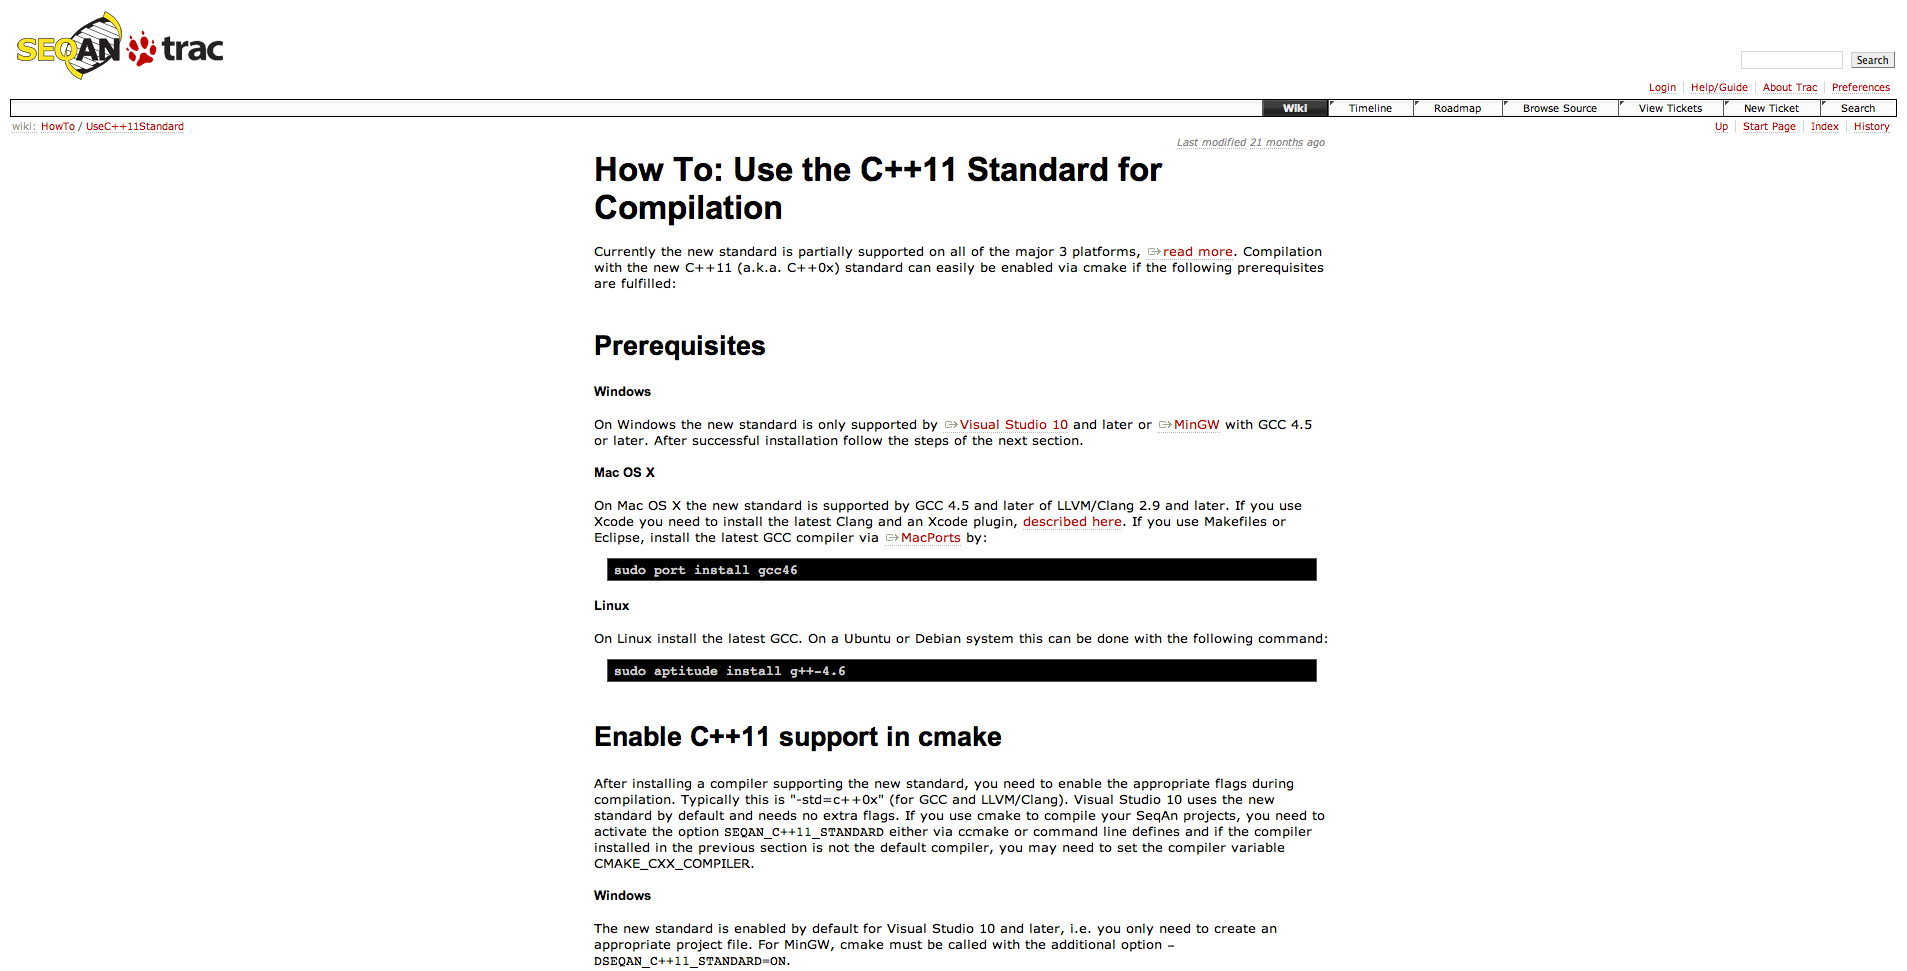 SEQAN trac
Search
Login Help/Guide About Trac Preferences
Wiki Timeline Roadmap Browse Source View Tickets New Ticket Search
wiki: HowTo / UseC++11Standard
Up Start Page Index History
Last modified 21 months ago
How To: Use the C++11 Standard for
Compilation
Currently the new standard is partially supported on all of the major 3 platforms, read more. Compilation
with the new C++11 (a.k.a. C++0x) standard can easily be enabled via cmake if the following prerequisites
are fulfilled:
Prerequisites
Windows
On Windows the new standard is only supported by Visual Studio 10 and later or MinGW with GCC 4.5
or later. After successful installation follow the steps of the next section.
Mac OS X
On Mac OS X the new standard is supported by GCC 4.5 and later of LLVM/Clang 2.9 and later. If you use
Xcode you need to install the latest Clang and an Xcode plugin, described here. If you use Makefiles or
Eclipse, install the latest GCC compiler via MacPorts by:
sudo port install gcc46
Linux
On Linux install the latest GCC. On a Ubuntu or Debian system this can be done with the following command:
sudo aptitude install g++-4.6
Enable C++11 support in cmake
After installing a compiler supporting the new standard, you need to enable the appropriate flags during
compilation. Typically this is "-std=c++0x" (for GCC and LLVM/Clang). Visual Studio 10 uses the new
standard by default and needs no extra flags. If you use cmake to compile your SeqAn projects, you need to
activate the option SEQAN_C++11_STANDARD either via ccmake or command line defines and if the compiler
installed in the previous section is not the default compiler, you may need to set the compiler variable
CMAKE_CXX_COMPILER.
Windows
The new standard is enabled by default for Visual Studio 10 and later, i.e. you only need to create an
appropriate project file. For MinGW, cmake must be called with the additional option –
DSEQAN_C++11_STANDARD=ON.